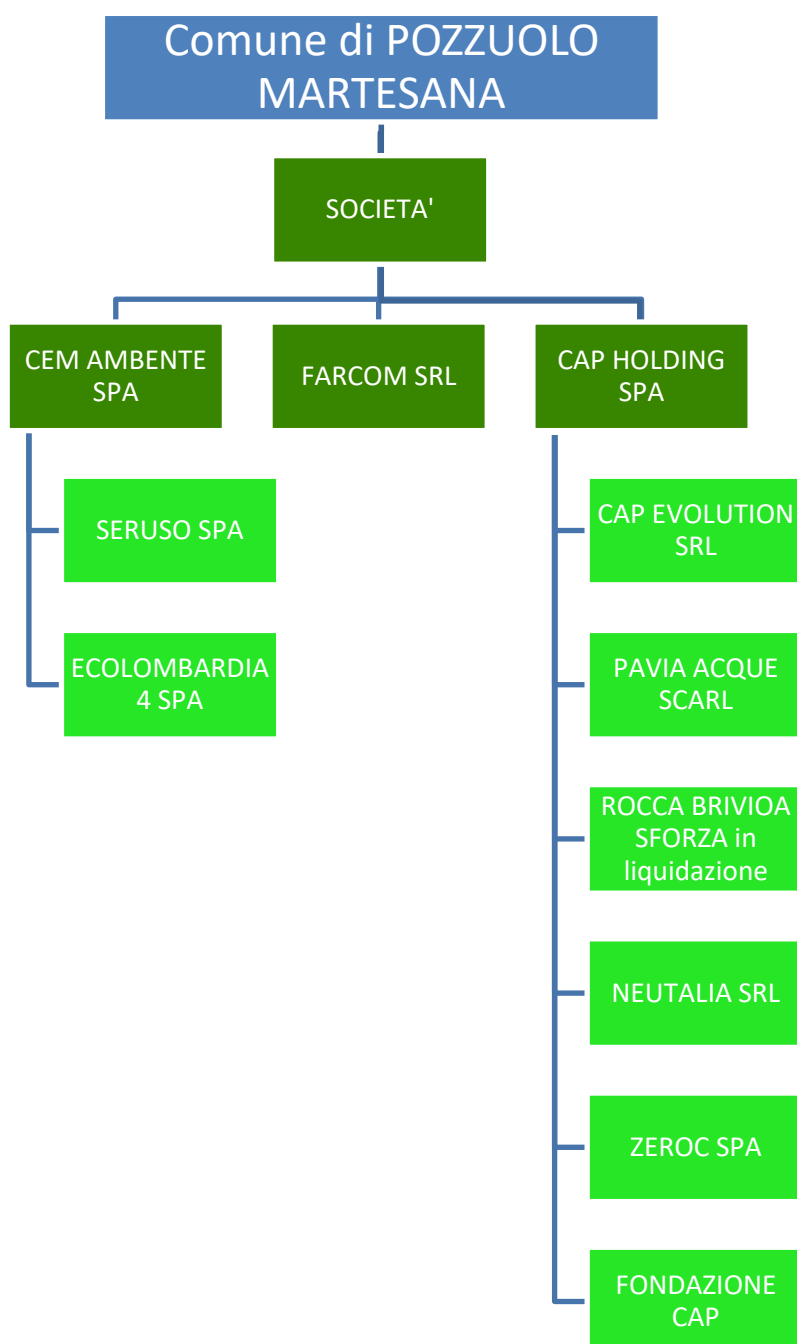 Comune di POZZUOLO
MARTESANA
SOCIETA'
CEM AMBENTE
SPA
FARCOM SRL
CAP HOLDING
SPA
SERUSO SPA
ECOLOMBARDIA
4 SPA
CAP EVOLUTION
SRL
PAVIA ACQUE
SCARL
ROCCA BRIVIOA
SFORZA in
liquidazione
NEUTALIA SRL
ZEROC SPA
FONDAZIONE
CAP